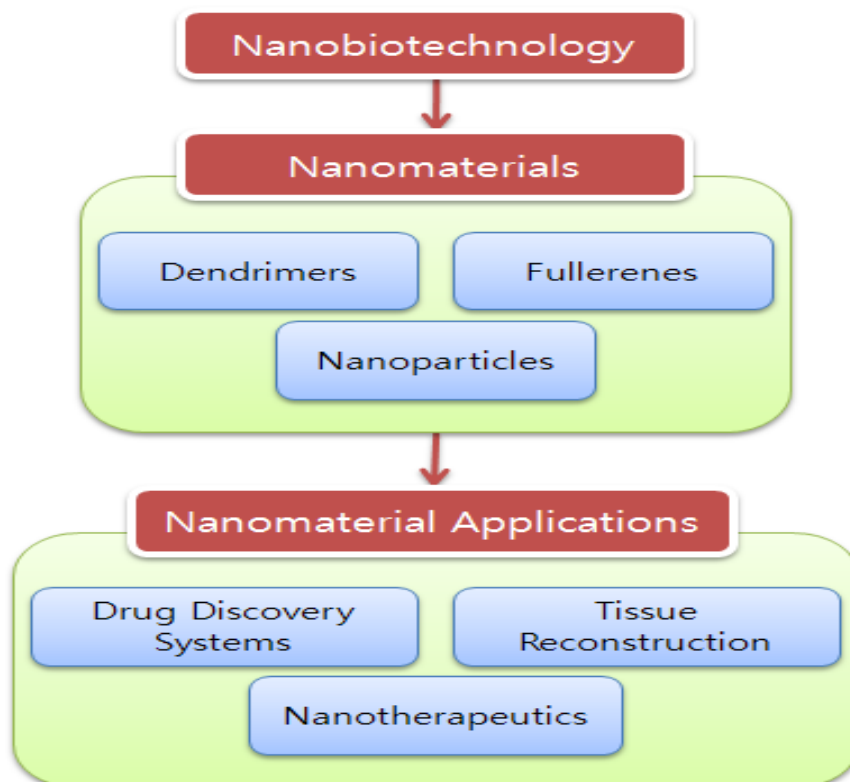 Nanobiotechnology
Nanomaterials
Dendrimers
Fullerenes
Nanoparticles
Nanomaterial Applications
Drug Discovery
Systems
Tissue
Reconstruction
Nanotherapeutics